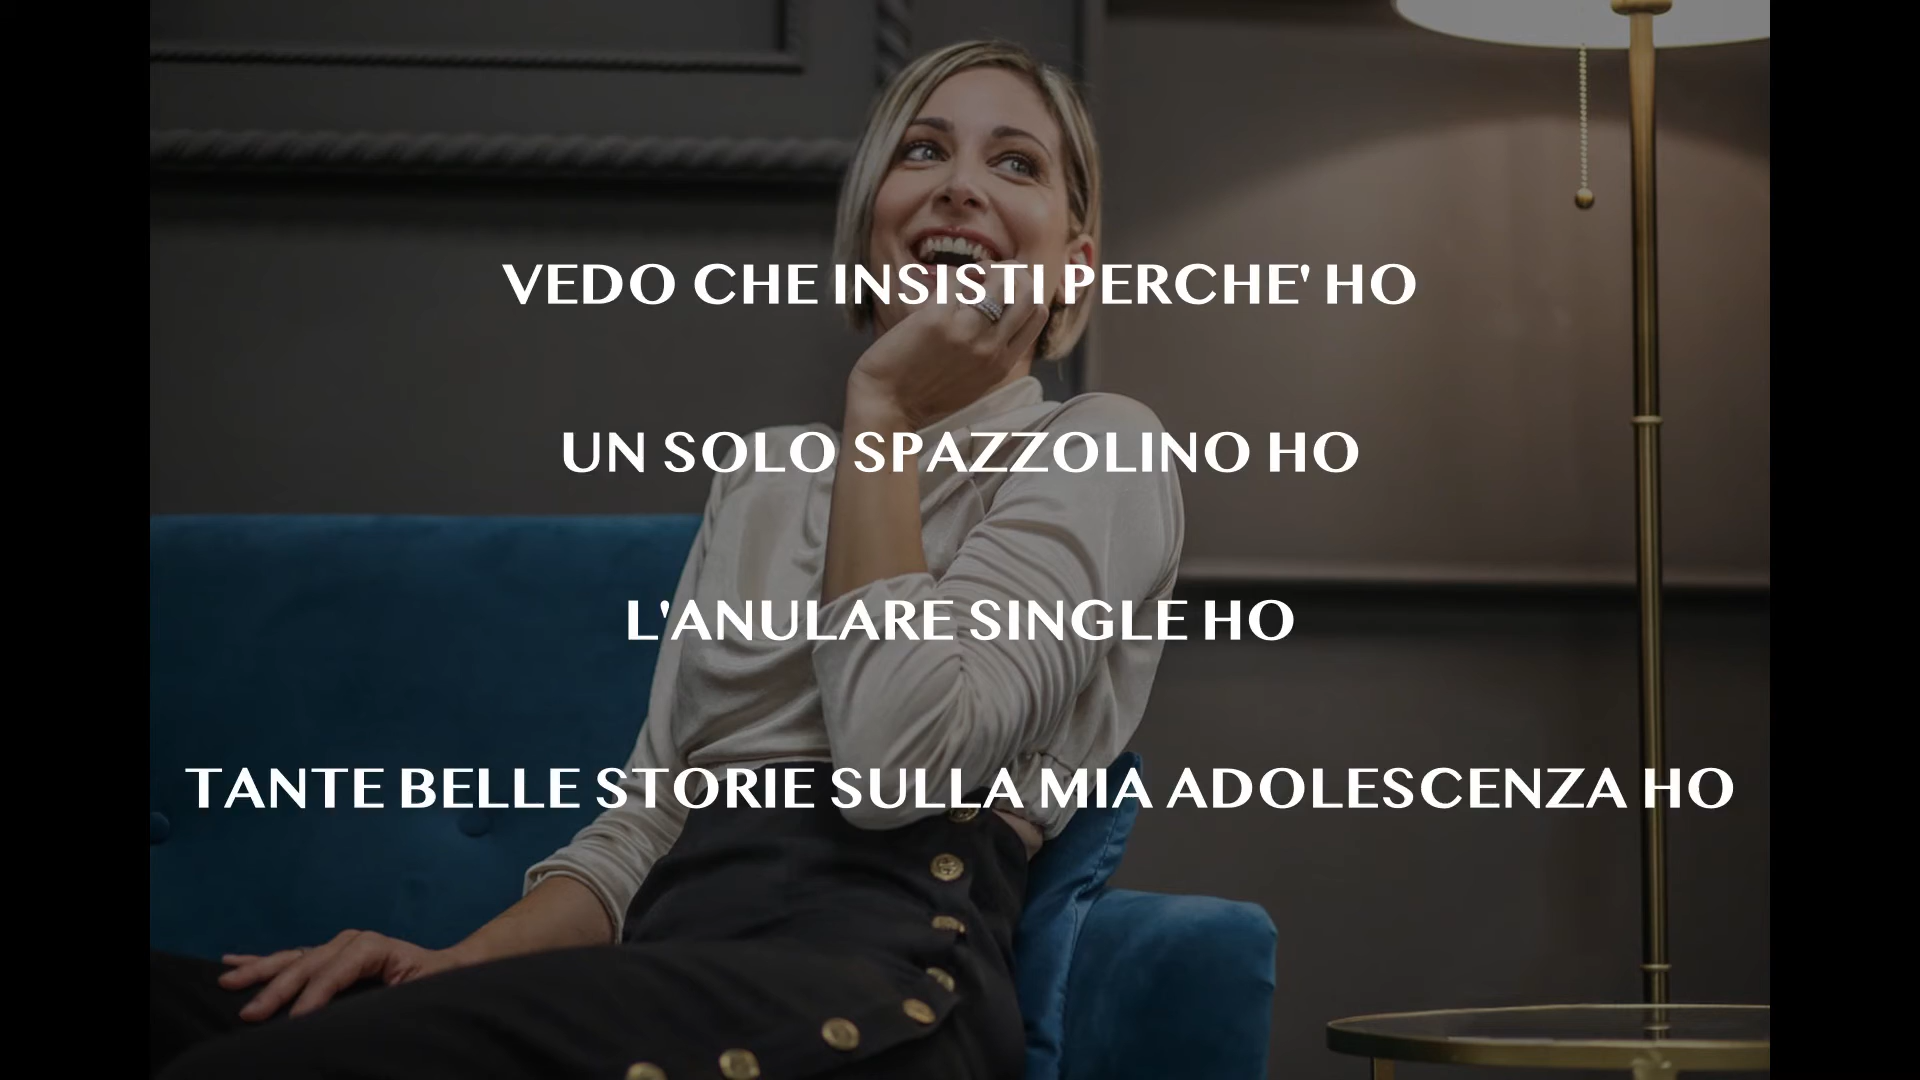 VEDO CHE INSISTI PERCHE' HO
UN SOLO SPAZZOLINO HO
L'ANULARE SINGLE HO
TANTE BELLE STORIE SULLA MIA ADOLESCENZA HO